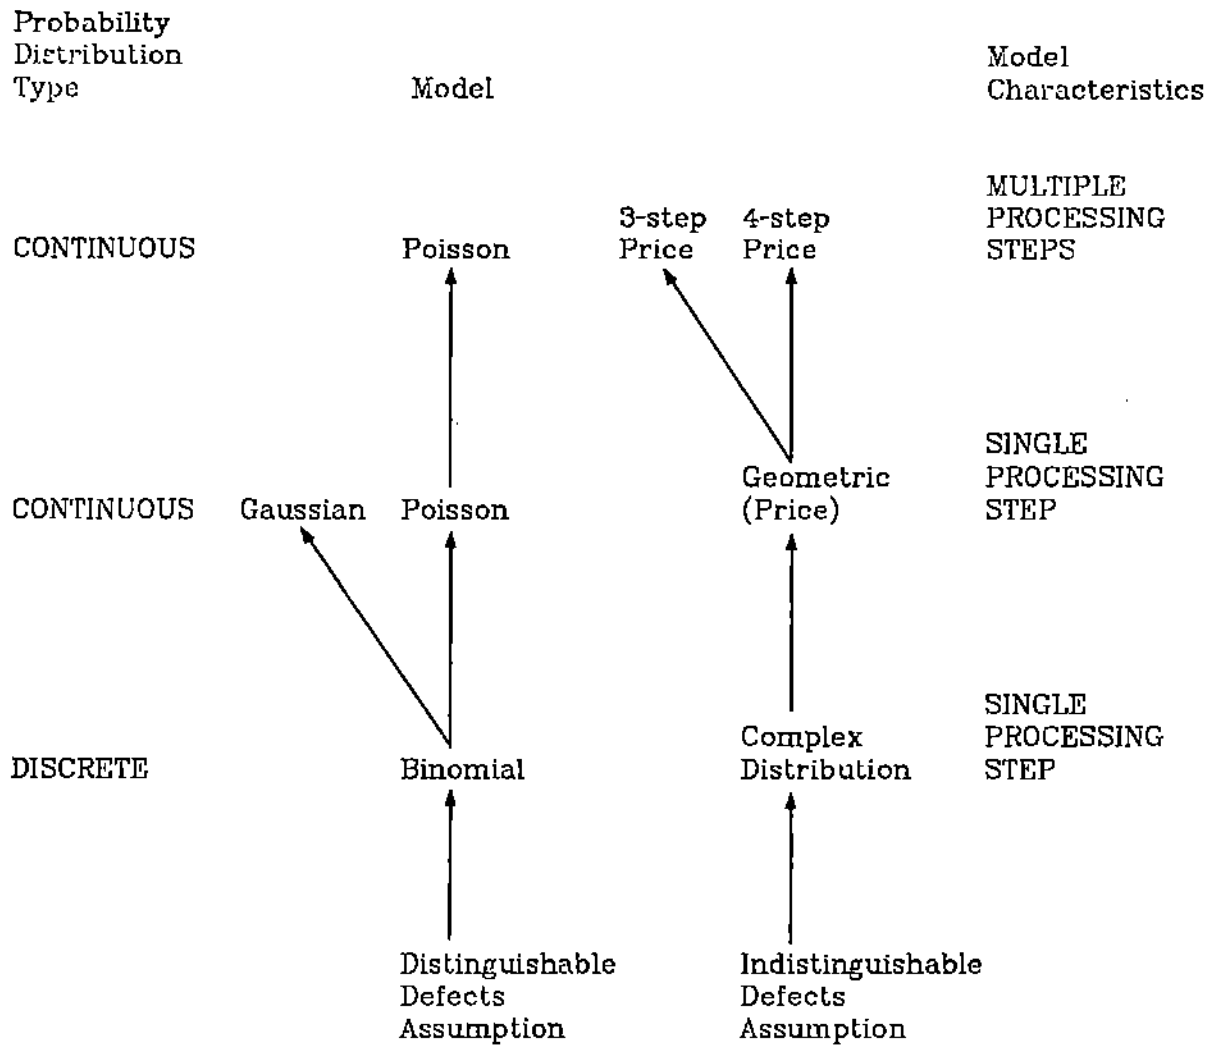 Probability
Distribution
Type
Model
Model
Characteristics
CONTINUOUS
Poisson
3-step
Price
4-step
Price
MULTIPLE
PROCESSING
STEPS
CONTINUOUS
Gaussian
Poisson
Geometric
(Price)
SINGLE
PROCESSING
STEP
DISCRETE
Binomial
Complex
Distribution
SINGLE
PROCESSING
STEP
Distinguishable
Defects
Assumption
Indistinguishable
Defects
Assumption